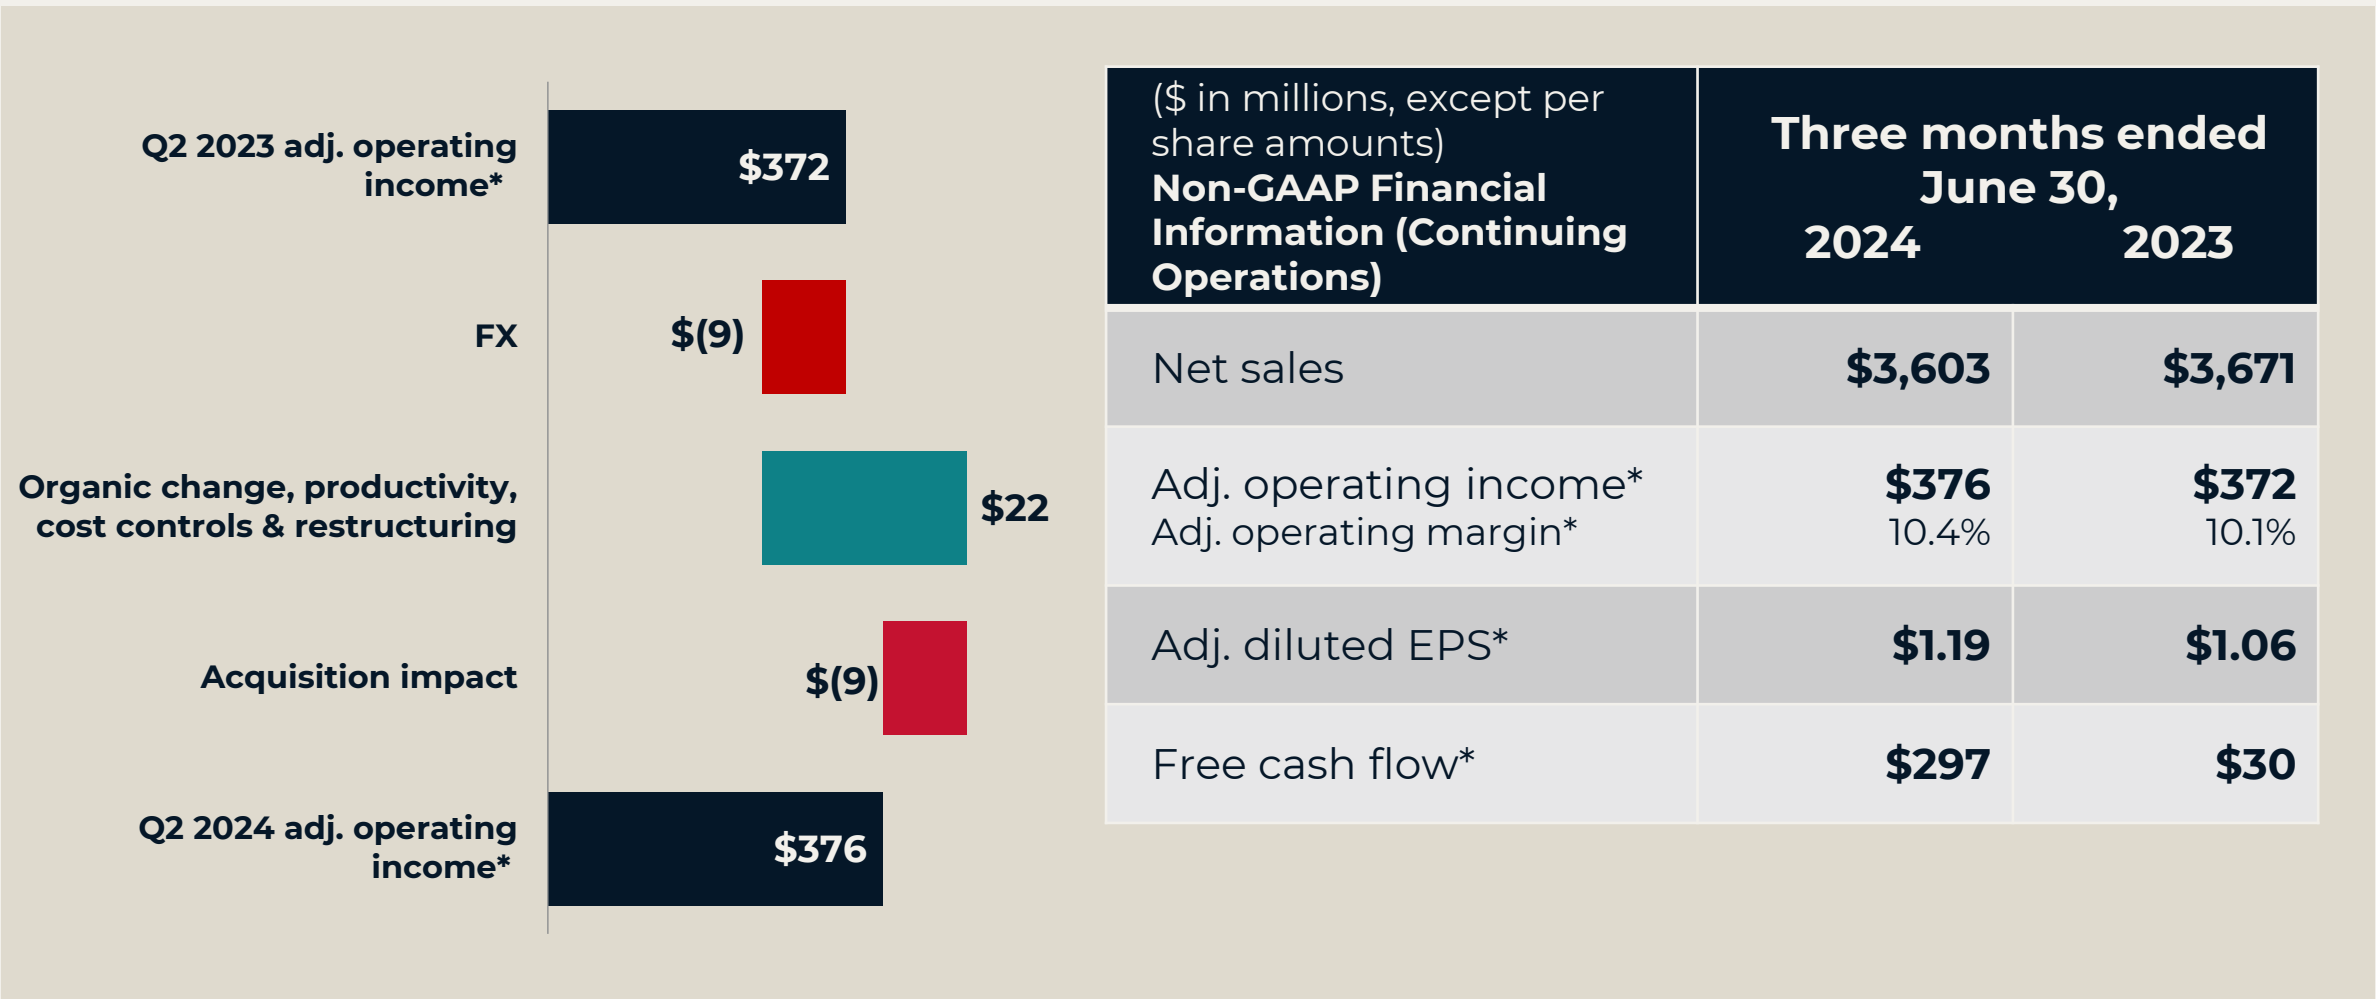 Q2 2023 adj. operating
income*
$372
FX
$(9)
Organic change, productivity,
cost controls & restructuring
$22
Acquisition impact
$(9)
Q2 2024 adj. operating
income*
$376
($ in millions, except per
share amounts)
Non-GAAP Financial
Information (Continuing
Operations)
Three months ended
June 30,
2024 2023
Net sales $3,603 $3,671
Adj. operating income* $376 $372
Adj. operating margin* 10.4% 10.1%
Adj. diluted EPS* $1.19 $1.06
Free cash flow* $297 $30